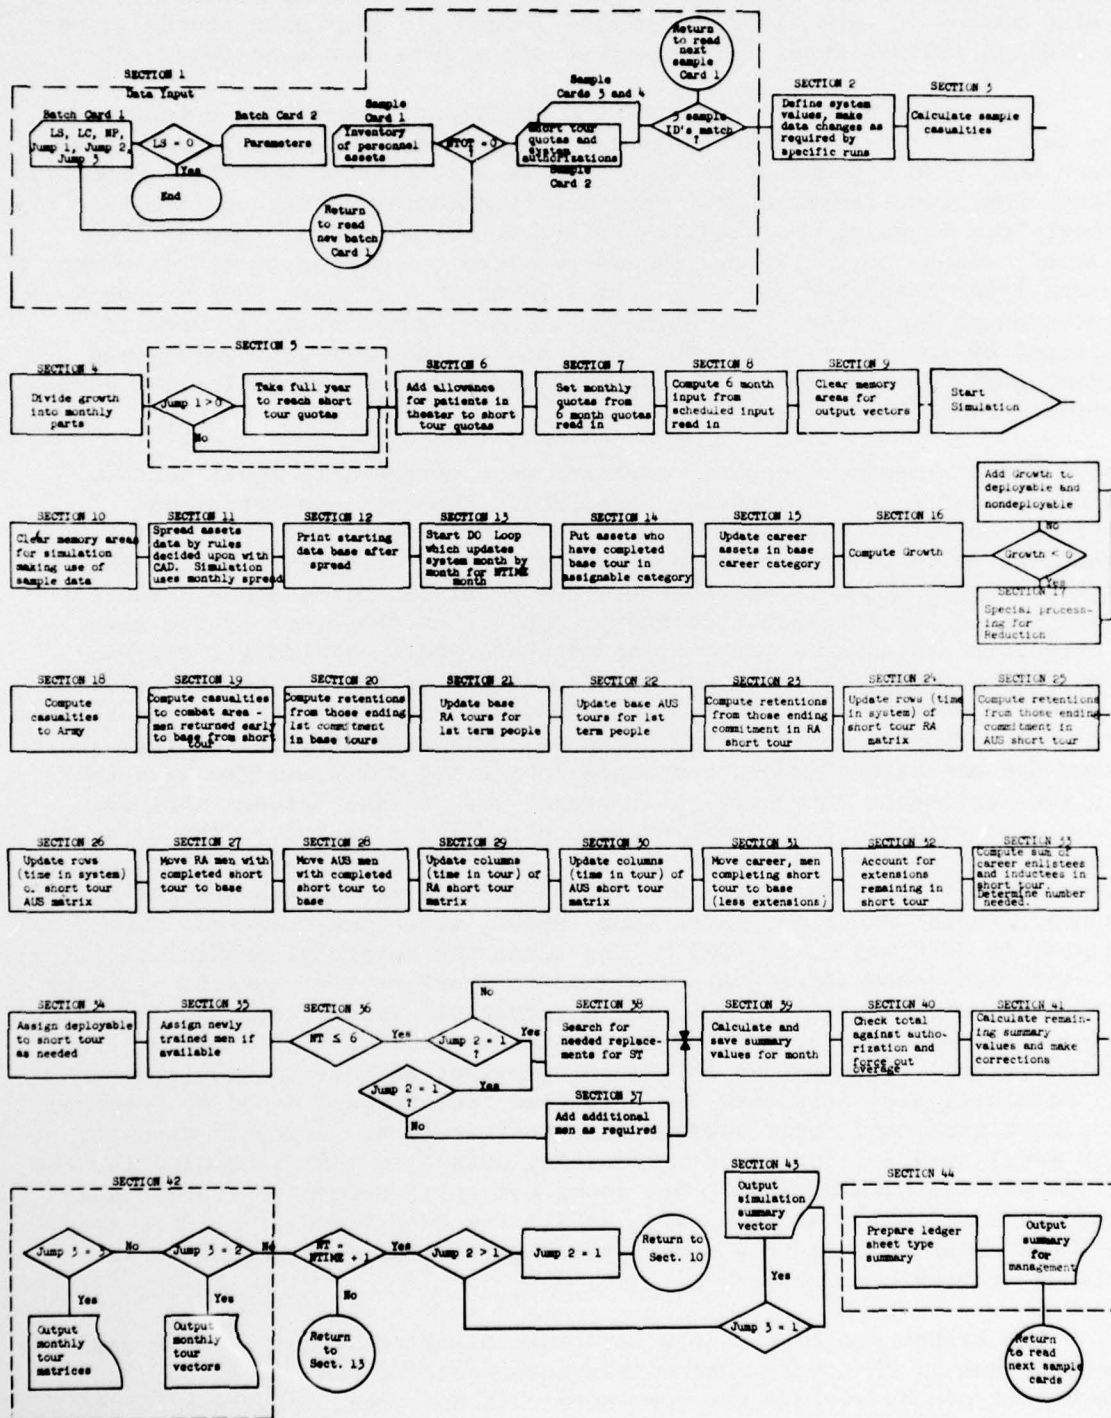 SECTION 1
Data Input
Batch Card 1
LS, LC, NP,
Jump 1, Jump 2,
Jump 3
LS = 0
Yes
End
Batch Card 2
Parameters
Sample
Card 1
Inventory
of personnel
assets
NTOT = 0
?
Return
to read
new batch
Card 1
Sample
Cards 3 and 4
short tour
quotas and
system
authorizations
Sample
Card 2
3 sample
ID's match
?
Return
to read
next
sample
Card 1
SECTION 2
Define system
values, make
data changes as
required by
specific runs
SECTION 3
Calculate sample
casualties
SECTION 4
Divide growth
into monthly
parts
SECTION 5
Jump 1 > 0
No
Take full year
to reach short
tour quotas
SECTION 6
Add allowance
for patients in
theater to short
tour quotas
SECTION 7
Set monthly
quotas from
6 month quotas
read in
SECTION 8
Compute 6 month
input from
scheduled input
read in
SECTION 9
Clear memory
areas for
output vectors
Start
Simulation
SECTION 10
Clear memory areas
for simulation
making use of
sample data
SECTION 11
Spread assets
data by rules
decided upon with
CAD. Simulation
uses monthly spread
SECTION 12
Print starting
data base after
spread
SECTION 13
Start DO Loop
which updates
system month by
month for NTIME
month
SECTION 14
Put assets who
have completed
base tour in
assignable category
SECTION 15
Update career
assets in base
career category
SECTION 16
Compute Growth
Add Growth to
deployable and
nondeployable
No
Growth < 0
Yes
SECTION 17
Special process-
ing for
Reduction
SECTION 18
Compute
casualties
to Army
SECTION 19
Compute casualties
to combat area -
men returned early
to base from short
tour
SECTION 20
Compute retentions
from those ending
1st commitment
in base tours
SECTION 21
Update base
RA tours for
1st term people
SECTION 22
Update base AUS
tours for 1st
term people
SECTION 23
Compute retentions
from those ending
commitment in RA
short tour
SECTION 24
Update rows (time
in system) of
short tour RA
matrix
SECTION 25
Compute retentions
from those ending
commitment in
AUS short tour
SECTION 26
Update rows
(time in system)
o. short tour
AUS matrix
SECTION 27
Move RA men with
completed short
tour to base
SECTION 28
Move AUS men
with completed
short tour to
base
SECTION 29
Update columns
(time in tour) of
RA short tour
matrix
SECTION 30
Update columns
(time in tour) of
AUS short tour
matrix
SECTION 31
Move career, men
completing short
tour to base
(less extensions)
SECTION 32
Account for
extensions
remaining in
short tour
SECTION 33
Compute sum of
career enlistees
and inductees in
short tour.
Determine number
needed.
SECTION 34
Assign deployable
to short tour
as needed
SECTION 35
Assign newly
trained men if
available
SECTION 36
NT ≤ 6
Yes
Jump 2 = 1
?
No
Yes
Jump 2 = 1
?
Yes
No
SECTION 38
Search for
needed replace-
ments for ST
SECTION 37
Add additional
men as required
SECTION 39
Calculate and
save summary
values for month
SECTION 40
Check total
against autho-
rization and
force out
overage
SECTION 41
Calculate remain-
ing summary
values and make
corrections
SECTION 42
Jump 3 = 3
No
Jump 3 = 2
No
Yes
Yes
Output
monthly
tour
matrices
Output
monthly
tour
vectors
NT =
NTIME + 1
Yes
No
Return
to
Sect. 13
Jump 2 > 1
Jump 2 = 1
Return to
Sect. 10
SECTION 43
Output
simulation
summary
vector
Yes
Jump 3 = 1
SECTION 44
Prepare ledger
sheet type
summary
Output
summary
for
management
Return
to read
next sample
cards